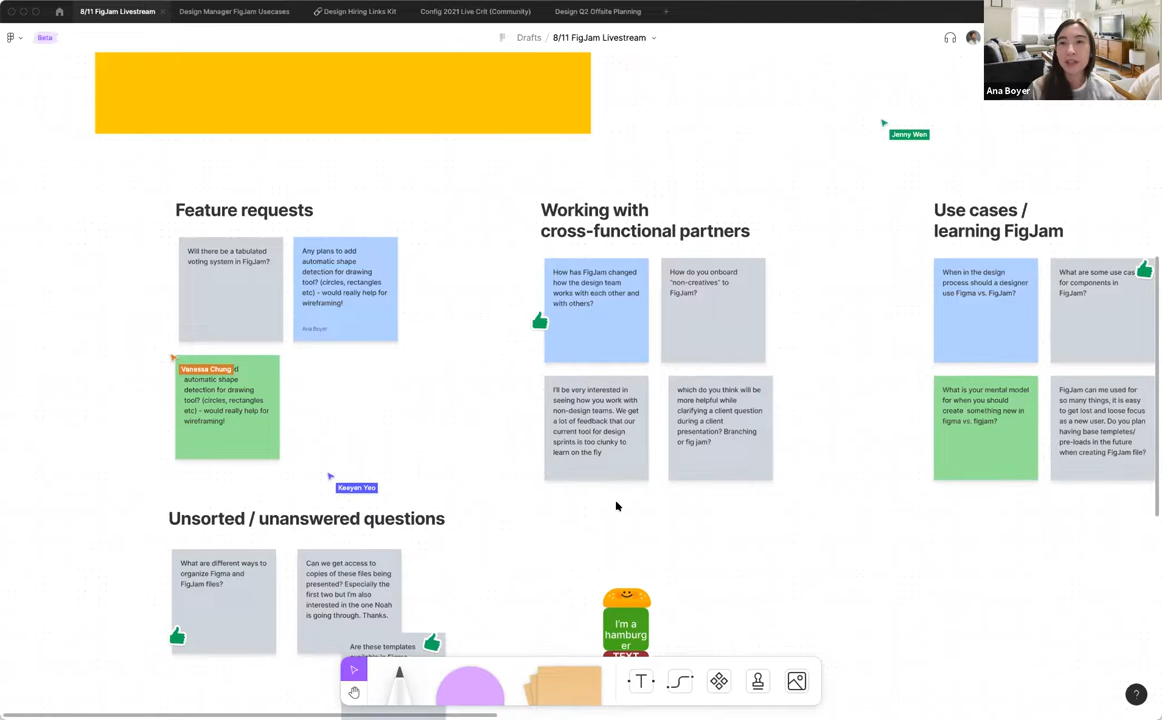 8/11 FigJam Livestream
Design Manager FigJam Usecases
Design Hiring Links Kit
Config 2021 Live Crit (Community)
Design Q2 Offsite Planning
Beta
Drafts / 8/11 FigJam Livestream
Ana Boyer
Jenny Wen
Feature requests
Will there be a tabulated
voting system in FigJam?
Any plans to add
automatic shape
detection for drawing
tool? (circles, rectangles
etc) - would really help for
wireframing!
Ana Boyer
Vanessa Chung
d
automatic shape
detection for drawing
tool? (circles, rectangles
etc) - would really help for
wireframing!
Keeyen Yeo
Working with
cross-functional partners
How has FigJam changed
how the design team
works with each other and
with others?
How do you onboard
"non-creatives" to
FigJam?
I'll be very interested in
seeing how you work with
non-design teams. We get
a lot of feedback that our
current tool for design
sprints is too clunky to
learn on the fly
which do you think will be
more helpful while
clarifying a client question
during a client
presentation? Branching
or fig jam?
Use cases /
learning FigJam
When in the design
process should a designer
use Figma vs. FigJam?
What are some use cas
for components in
FigJam?
What is your mental model
for when you should
create something new in
figma vs. figjam?
FigJam can me used for
so many things, it is easy
to get lost and loose focus
as a new user. Do you plan
having base templetes/
pre-loads in the future
when creating FigJam file?
Unsorted / unanswered questions
What are different ways to
organize Figma and
FigJam files?
Can we get access to
copies of these files being
presented? Especially the
first two but I'm also
interested in the one Noah
is going through. Thanks.
Are these templates
I'm a
hamburg
er
TEXT
T
?